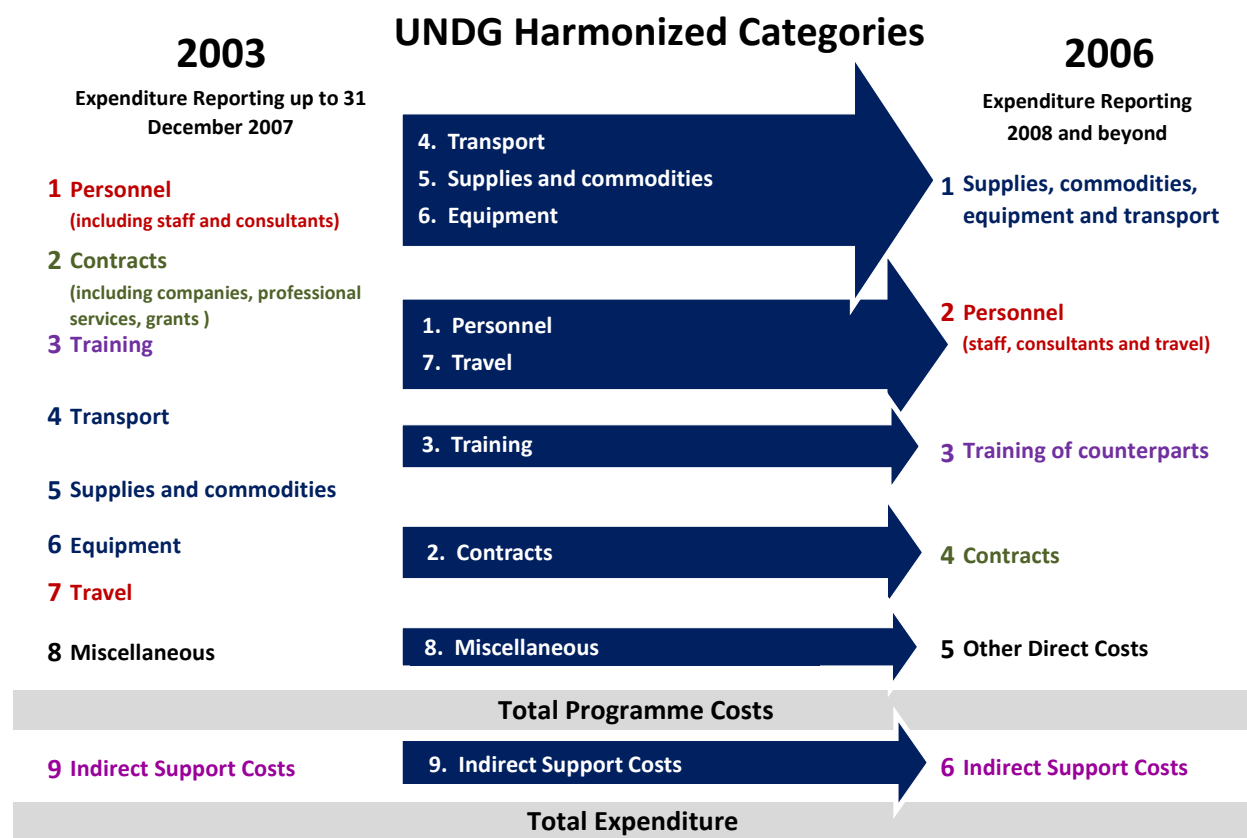 UNDG Harmonized Categories
2003
Expenditure Reporting up to 31
December 2007
1 Personnel
(including staff and consultants)
2 Contracts
(including companies, professional
services, grants )
3 Training
4 Transport
5 Supplies and commodities
6 Equipment
7 Travel
8 Miscellaneous
4. Transport
5. Supplies and commodities
6. Equipment
1. Personnel
7. Travel
3. Training
2. Contracts
8. Miscellaneous
2006
Expenditure Reporting
2008 and beyond
1 Supplies, commodities,
equipment and transport
2 Personnel
(staff, consultants and travel)
3 Training of counterparts
4 Contracts
5 Other Direct Costs
Total Programme Costs
9 Indirect Support Costs
9. Indirect Support Costs
6 Indirect Support Costs
Total Expenditure